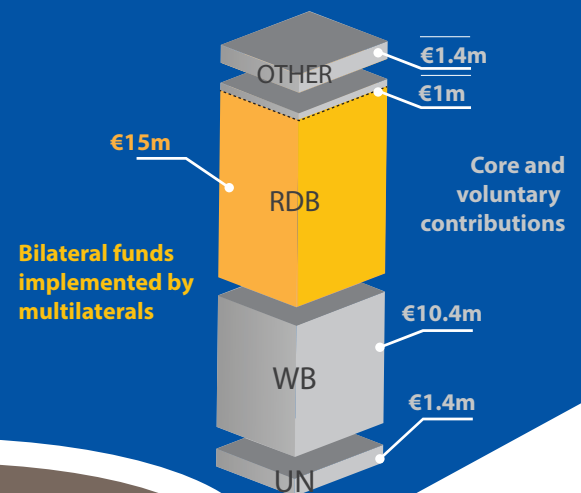 €1.4m
OTHER
€1m
€15m
Core and
voluntary
contributions
RDB
Bilateral funds
implemented by
multilaterals
€10.4m
WB
€1.4m
UN